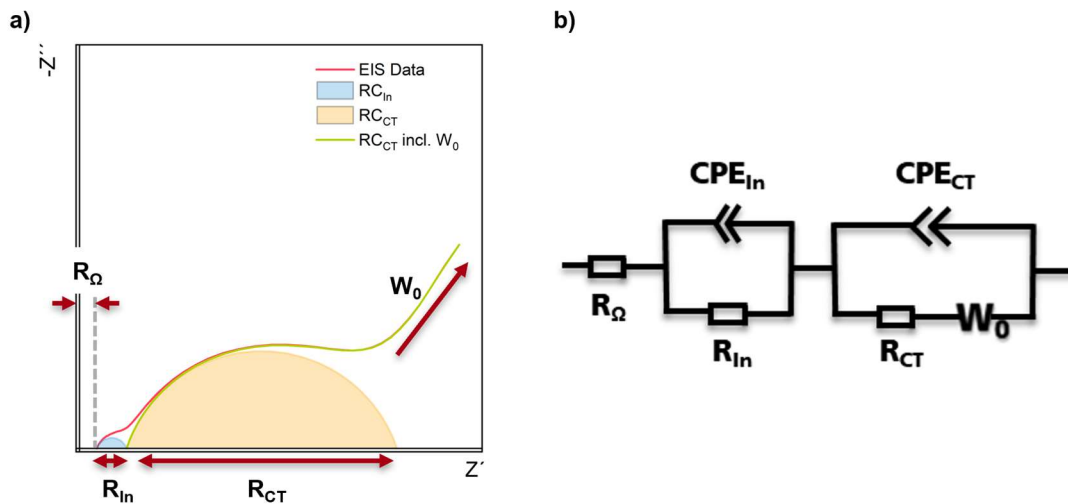 a)
-Z´´
EIS Data
RC_In
RC_CT
RC_CT incl. W_0
R_Ω
W_0
Z´
R_In
R_CT
b)
CPE_In
CPE_CT
R_Ω
R_In
R_CT
W_0